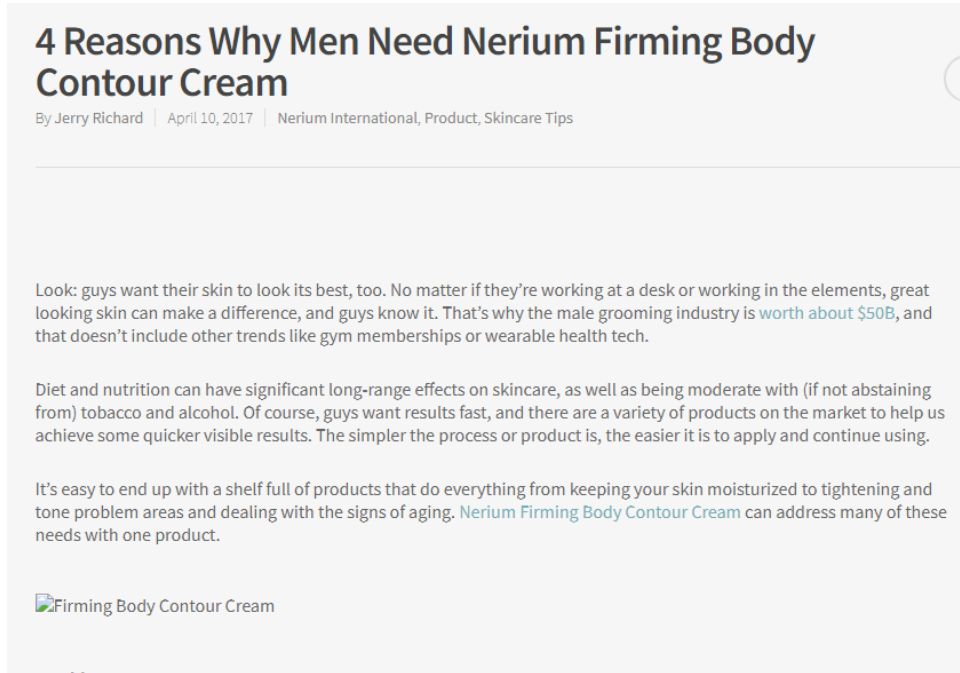 4 Reasons Why Men Need Nerium Firming Body
Contour Cream
By Jerry Richard April 10, 2017 Nerium International, Product, Skincare Tips
Look: guys want their skin to look its best, too. No matter if they’re working at a desk or working in the elements, great
looking skin can make a difference, and guys know it. That’s why the male grooming industry is worth about $50B, and
that doesn’t include other trends like gym memberships or wearable health tech.
Diet and nutrition can have significant long-range effects on skincare, as well as being moderate with (if not abstaining
from) tobacco and alcohol. Of course, guys want results fast, and there are a variety of products on the market to help us
achieve some quicker visible results. The simpler the process or product is, the easier it is to apply and continue using.
It’s easy to end up with a shelf full of products that do everything from keeping your skin moisturized to tightening and
tone problem areas and dealing with the signs of aging. Nerium Firming Body Contour Cream can address many of these
needs with one product.
Firming Body Contour Cream